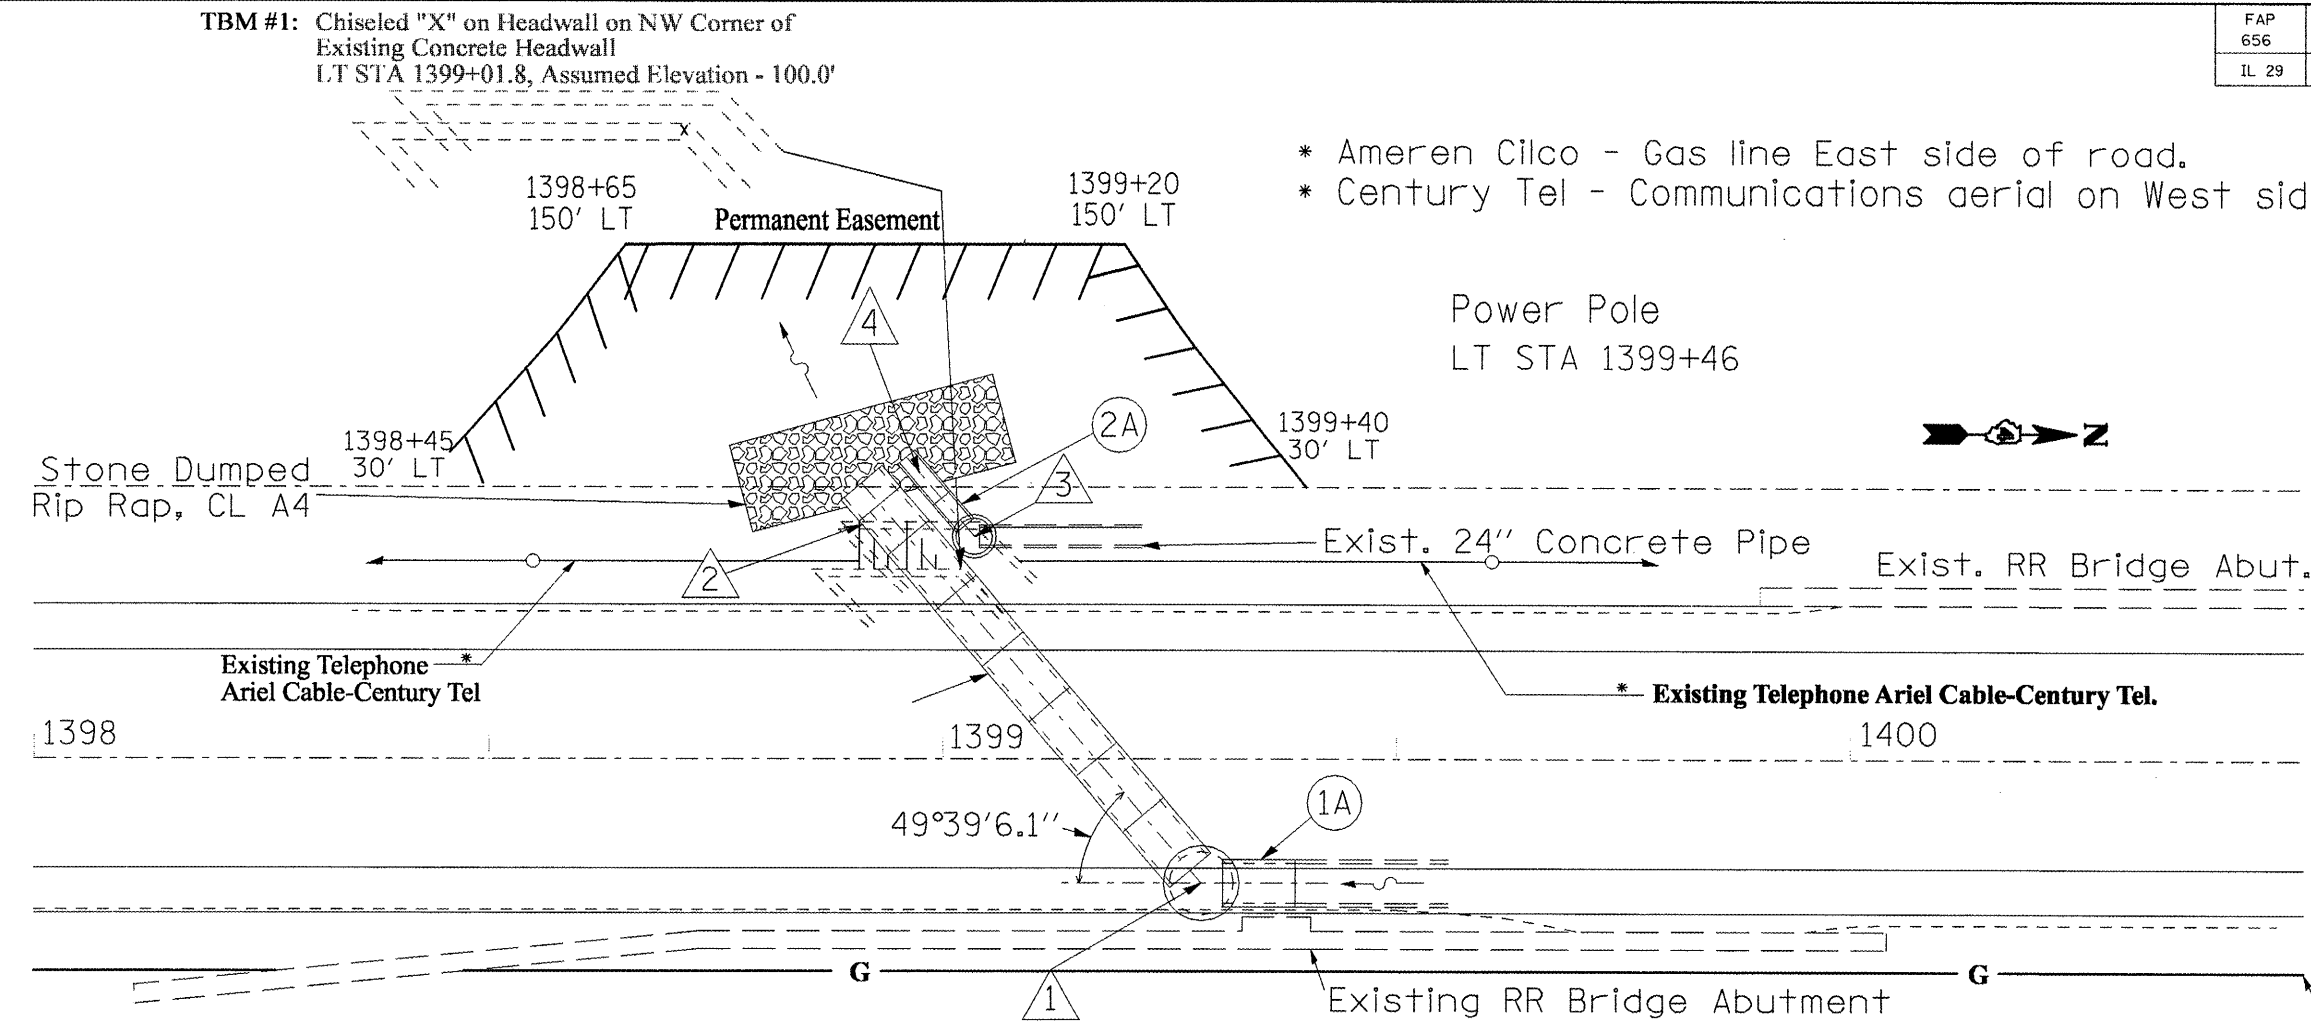 TBM #1: Chiseled "X" on Headwall on NW Corner of
Existing Concrete Headwall
LT STA 1399+01.8, Assumed Elevation - 100.0'
FAP
656
IL 29
x
* Ameren Cilco - Gas line East side of road.
* Century Tel - Communications aerial on West sid
1398+65
150' LT
Permanent Easement
1399+20
150' LT
Power Pole
LT STA 1399+46
4
2A
3
1398+45
30' LT
1399+40
30' LT
N
Stone Dumped
Rip Rap, CL A4
Exist. 24" Concrete Pipe
Exist. RR Bridge Abut.
2
Existing Telephone *
Ariel Cable-Century Tel
* Existing Telephone Ariel Cable-Century Tel.
1398
1399
1400
49°39'6.1"
1A
G
G
1
Existing RR Bridge Abutment